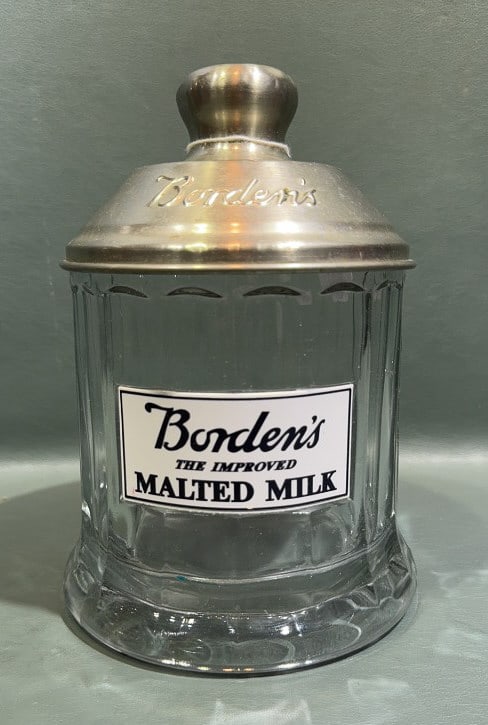 Borden's
Borden's
THE IMPROVED
MALTED MILK